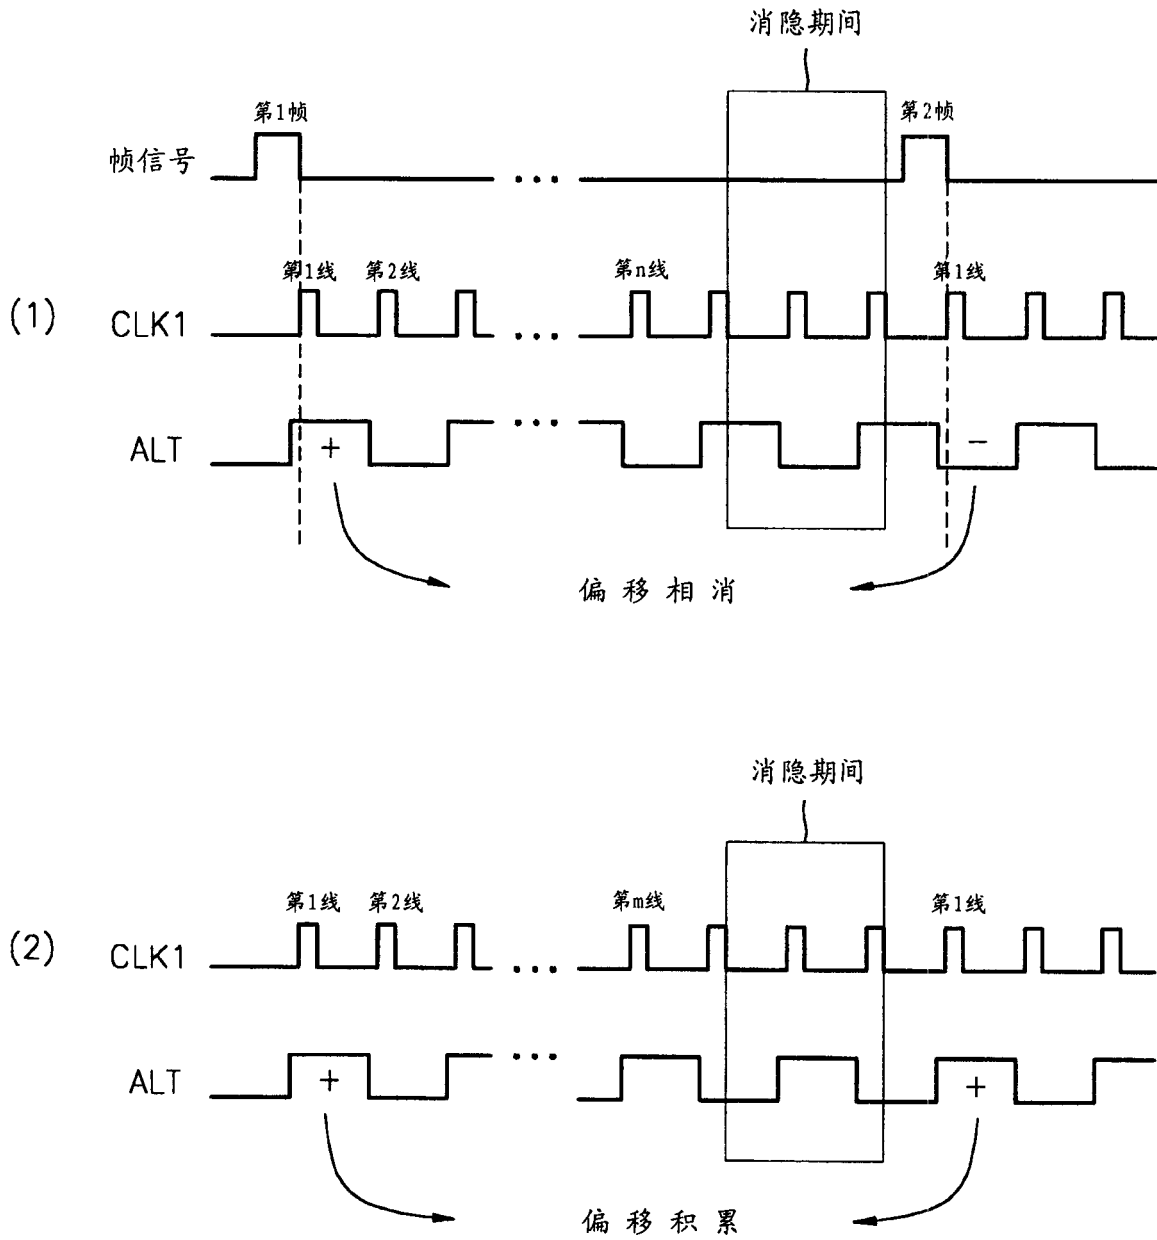 消隐期间
第1帧
第2帧
帧信号
...
第1线 第2线 第n线 第1线
(1) CLK1 ...
ALT + ... -
偏移相消
消隐期间
第1线 第2线 第m线 第1线
(2) CLK1 ...
ALT + ... +
偏移积累